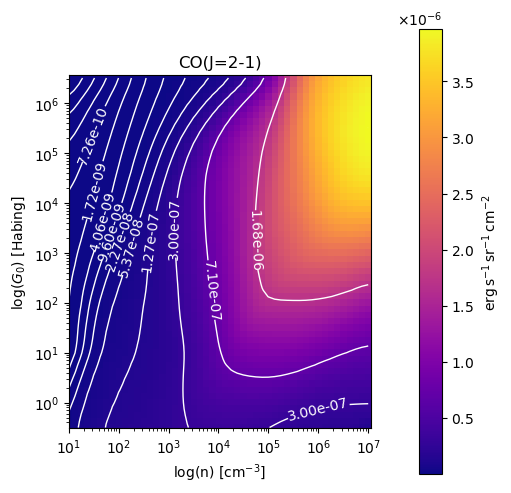 ×10⁻⁶
CO(J=2-1)
10⁶
10⁵
10⁴
10³
10²
10¹
10⁰
log(G₀) [Habing]
7.26e-10
1.72e-09
4.06e-09
9.60e-09
2.27e-08
5.37e-08
1.27e-07
3.00e-07
7.10e-07
1.68e-06
3.00e-07
10¹ 10² 10³ 10⁴ 10⁵ 10⁶ 10⁷
log(n) [cm⁻³]
3.5
3.0
2.5
2.0
1.5
1.0
0.5
erg s⁻¹ sr⁻¹ cm⁻²